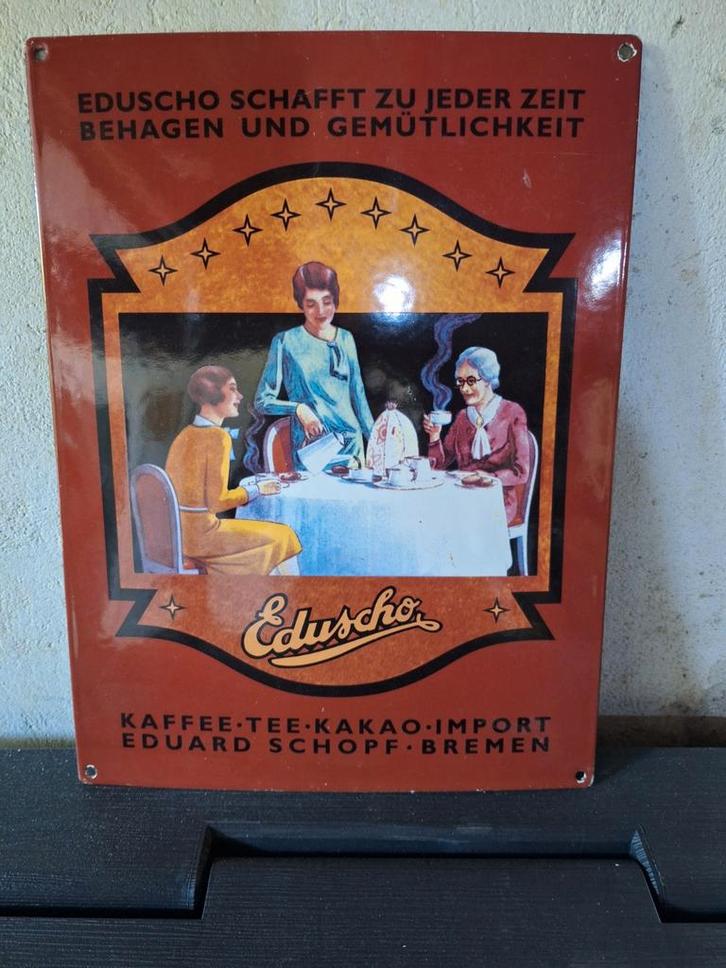 EDUSCHO SCHAFFT ZU JEDER ZEIT
BEHAGEN UND GEMÜTLICHKEIT
Eduscho
KAFFEE·TEE·KAKAO·IMPORT
EDUARD SCHOPF·BREMEN